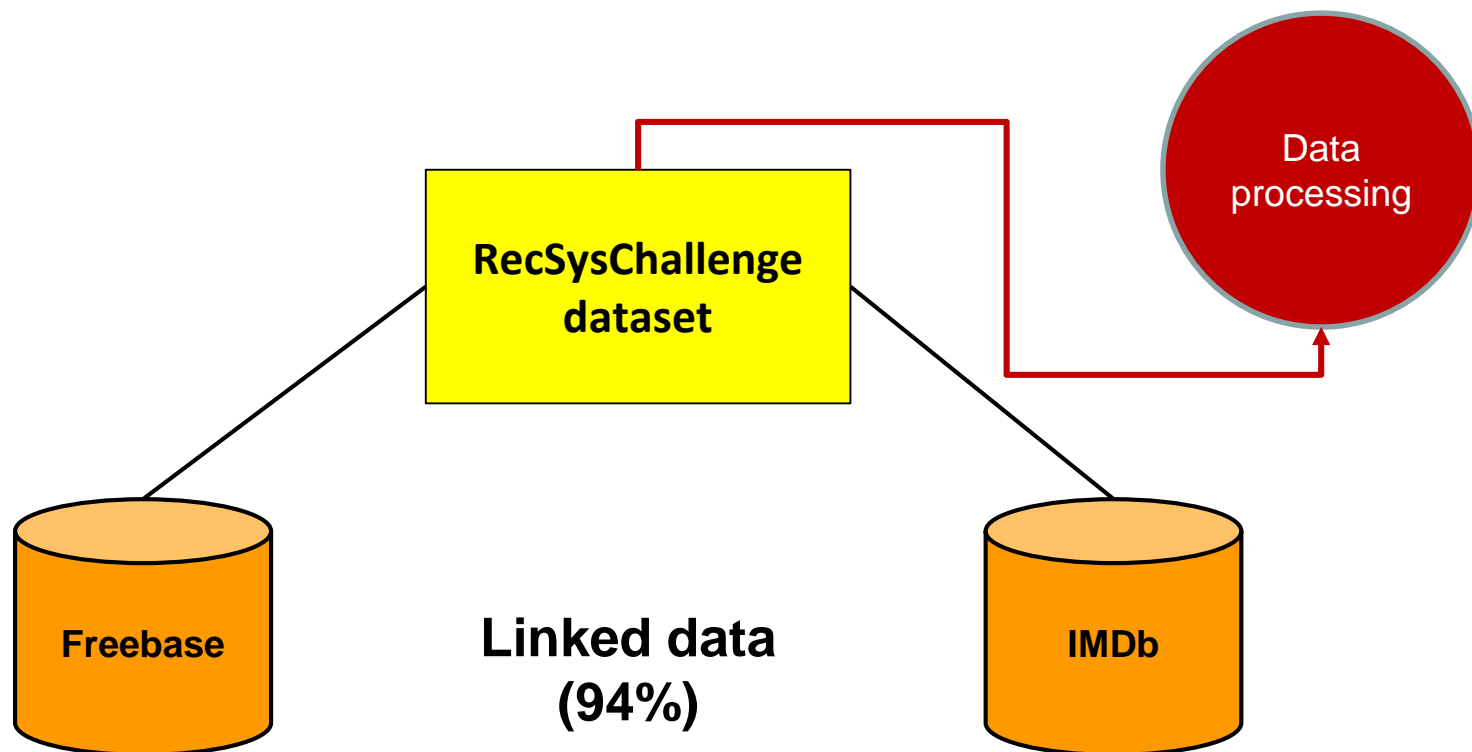 Data
processing
RecSysChallenge
dataset
Freebase
Linked data
(94%)
IMDb